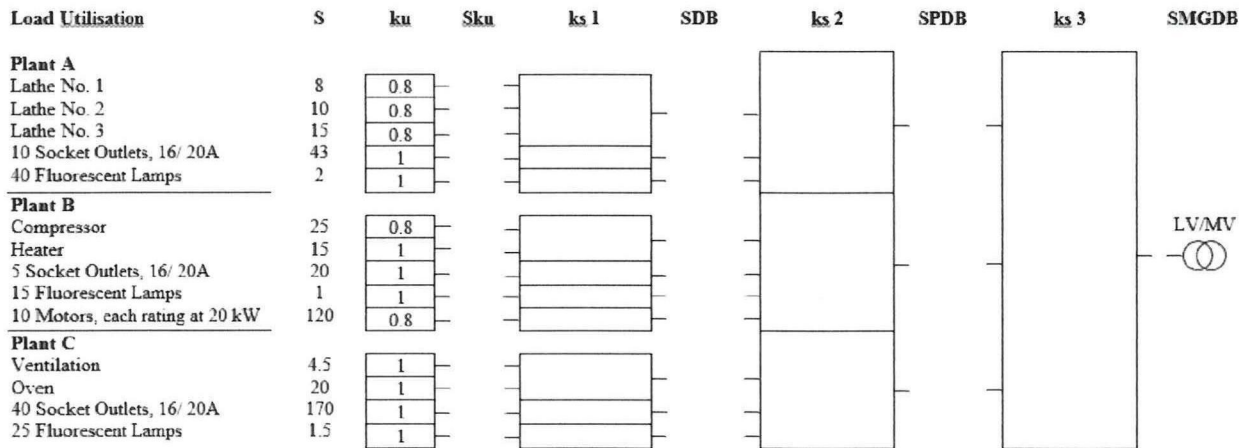 Load Utilisation S ku Sku ks 1 SDB ks 2 SPDB ks 3 SMGDB
Plant A
Lathe No. 1 8 0.8
Lathe No. 2 10 0.8
Lathe No. 3 15 0.8
10 Socket Outlets, 16/ 20A 43 1
40 Fluorescent Lamps 2 1
Plant B
Compressor 25 0.8
LV/MV
Heater 15 1
5 Socket Outlets, 16/ 20A 20 1
15 Fluorescent Lamps 1 1
10 Motors, each rating at 20 kW 120 0.8
Plant C
Ventilation 4.5 1
Oven 20 1
40 Socket Outlets, 16/ 20A 170 1
25 Fluorescent Lamps 1.5 1